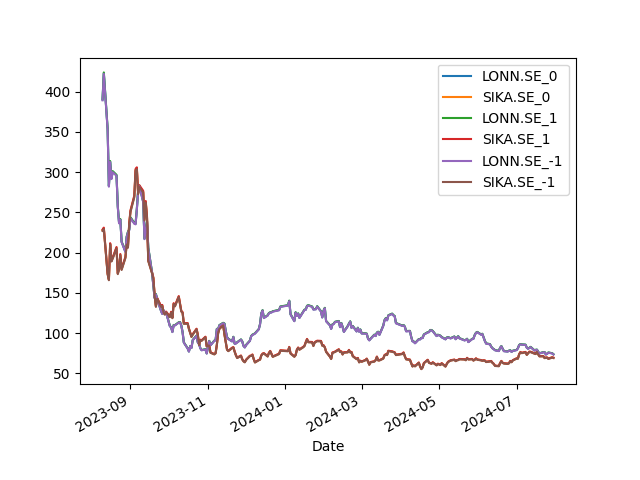 LONN.SE_0
SIKA.SE_0
LONN.SE_1
SIKA.SE_1
LONN.SE_-1
SIKA.SE_-1
400
350
300
250
200
150
100
50
2023-09
2023-11
2024-01
2024-03
2024-05
2024-07
Date